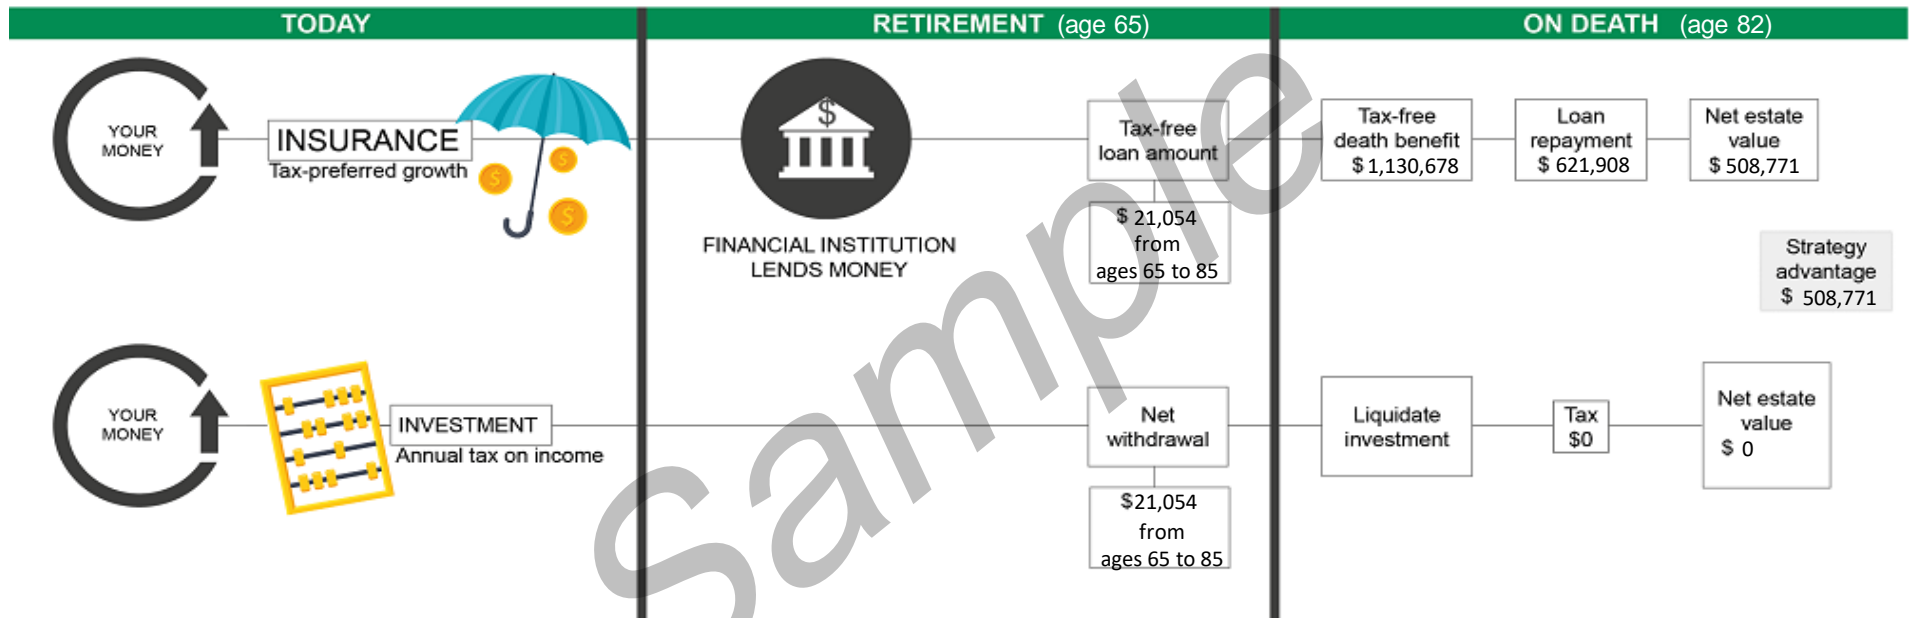 TODAY
RETIREMENT (age 65)
ON DEATH (age 82)
YOUR
MONEY
INSURANCE
Tax-preferred growth
$
$
$
$
FINANCIAL INSTITUTION
LENDS MONEY
Tax-free
loan amount
$ 21,054
from
ages 65 to 85
Tax-free
death benefit
$ 1,130,678
Loan
repayment
$ 621,908
Net estate
value
$ 508,771
Strategy
advantage
$ 508,771
YOUR
MONEY
INVESTMENT
Annual tax on income
Net
withdrawal
$21,054
from
ages 65 to 85
Liquidate
investment
Tax
$0
Net estate
value
$ 0
Sample